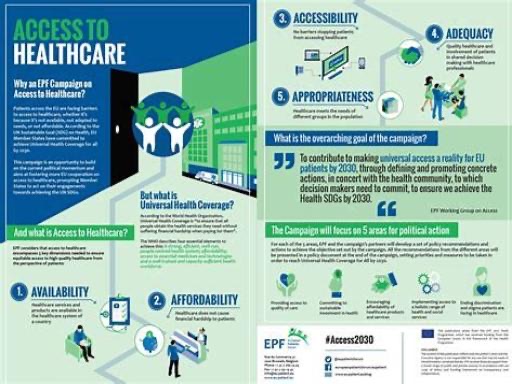 ACCESS TO
HEALTHCARE
Why an EPF Campaign on
Access to Healthcare?
Patients across the EU are facing barriers
to access to healthcare, whether it's
because it's not available, not adapted to
needs, or not affordable. According to the
UN Sustainable Goal (SDG) on Health, EU
Member States have committed to
achieve Universal Health Coverage for all
by 2030.
This campaign is an opportunity to build
on the current political momentum and
aims at fostering more EU cooperation on
access to healthcare, prompting Member
States to act on their engagements
towards achieving the UN SDGs.
But what is
Universal Health Coverage?
According to the World Health Organisation,
Universal Coverage is "to ensure that all
people obtain the health services they need without
suffering financial hardship when paying for them".
The WHO describes four essential elements to
achieve this: a strong, efficient, well-run,
access to essential medicines and technologies
and a well-trained and capacity sufficient health
workforce.
And what is Access to Healthcare?
EPF considers that access to healthcare
encompasses 5 key dimensions needed to ensure
equitable access to high-quality healthcare from
the perspective of patients
1. AVAILABILITY
Healthcare services and
products are available in
the healthcare system of
a country
2. AFFORDABILITY
Healthcare does not cause
financial hardship to patients
3. ACCESSIBILITY
No barriers stopping patients
from accessing healthcare
4. ADEQUACY
Quality healthcare and
involvement of patients
in shared decision
making with healthcare
professionals
5. APPROPRIATENESS
Healthcare meets the needs of
different groups in the population
What is the overarching goal of the campaign?
To contribute to making universal access a reality for EU
patients by 2030, through defining and promoting concrete
actions, in concert with the health community, to which
decision makers need to commit, to ensure we achieve the
Health SDGs by 2030.
EPF Working Group on Access
The Campaign will focus on 5 areas for political action
For each of the 5 areas, EPF and the campaign's partners will develop a set of policy recommendations and
actions to achieve the objective set out by the campaign. All the recommendations from the different areas will
be presented in a policy document at the end of the campaign, setting priorities and measures to be taken in
order to reach Universal Health Coverage for All by 2030.
Providing access to
quality of care
Committing to
sustainable
investment in health
Encouraging
affordability of
healthcare products
and services
Implementing access to
a holistic range of
health and social
services
Ending discrimination
and stigma patients are
facing in healthcare
EPF
European
Patients
Forum
#Access2030